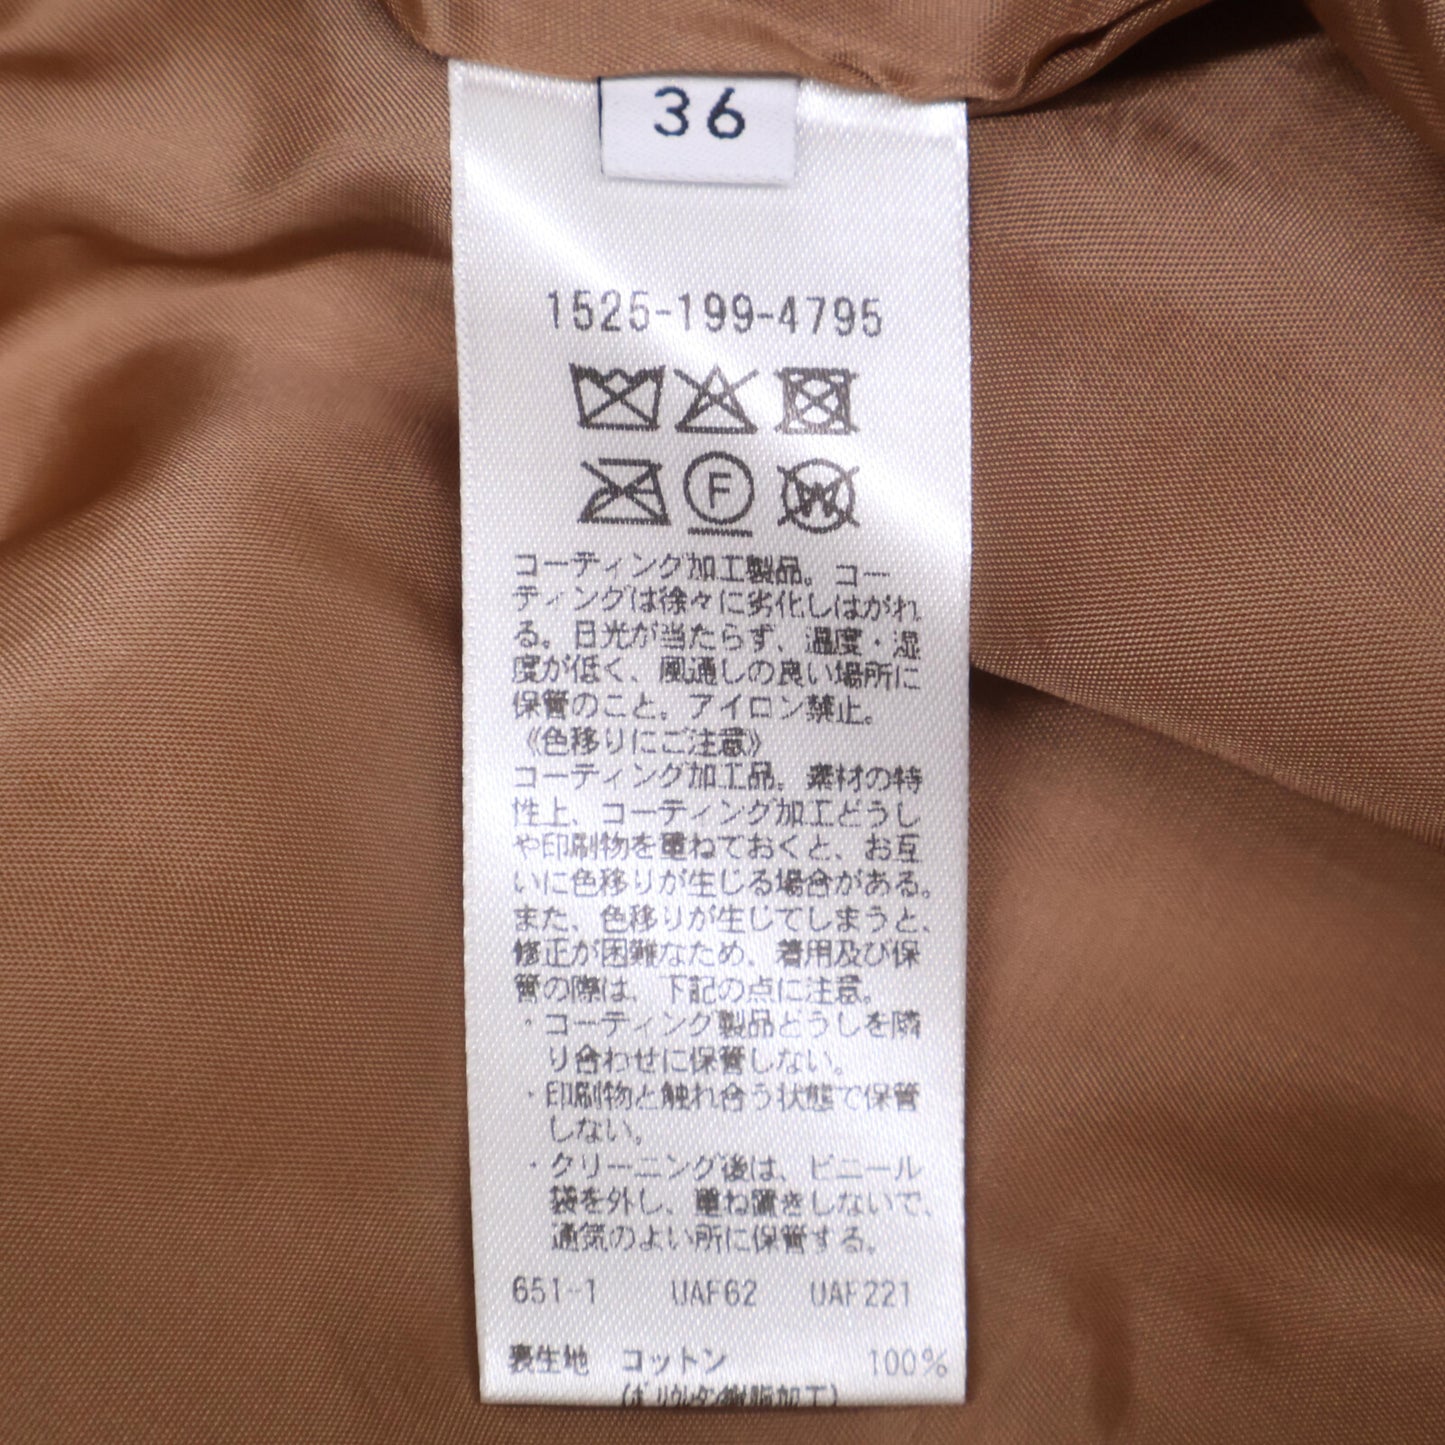 36
1525-199-4795
F
W
コーティング加工製品。コー
ティングは徐々に劣化しはがれ
る。日光が当たらず、温度・湿
度が低く、風通しの良い場所に
保管のこと。アイロン禁止。
《色移りにご注意》
コーティング加工品。素材の特
性上、コーティング加工どうし
や印刷物を重ねておくと、お互
いに色移りが生じる場合がある。
また、色移りが生じてしまうと、
修正が困難なため、着用及び保
管の際は、下記の点に注意。
・コーティング製品どうしを隣
り合わせに保管しない。
・印刷物と触れ合う状態で保管
しない。
・クリーニング後は、ビニール
袋を外し、重ね置きしないで、
通気のよい所に保管する。
651-1 UAF62 UAF221
表生地 コットン 100%
(ポリウレタン樹脂加工)